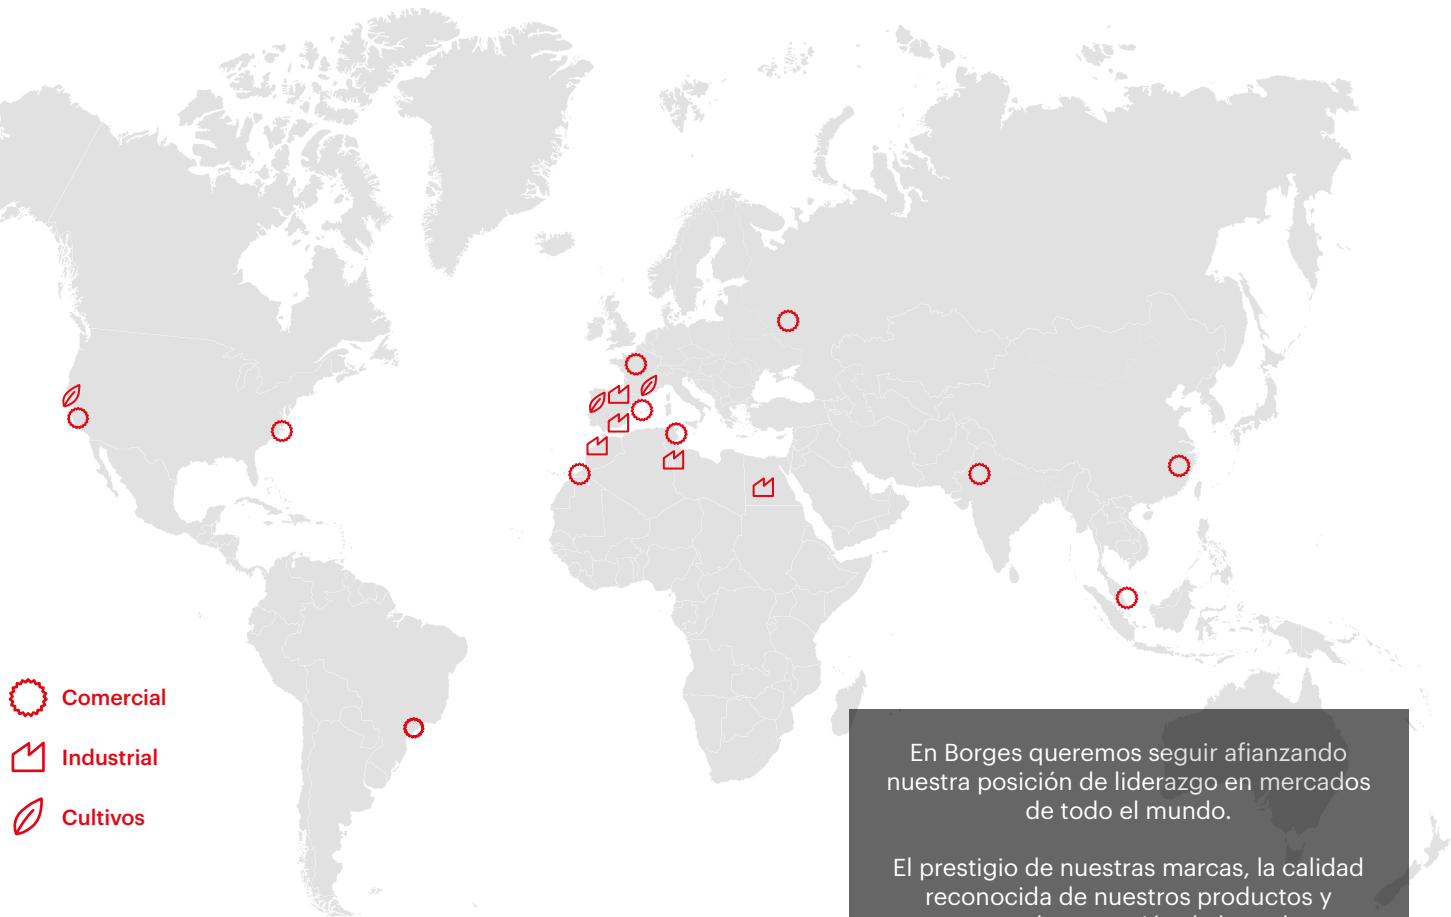 Comercial
Industrial
Cultivos
En Borges queremos seguir afianzando
nuestra posición de liderazgo en mercados
de todo el mundo.
El prestigio de nuestras marcas, la calidad
reconocida de nuestros productos y